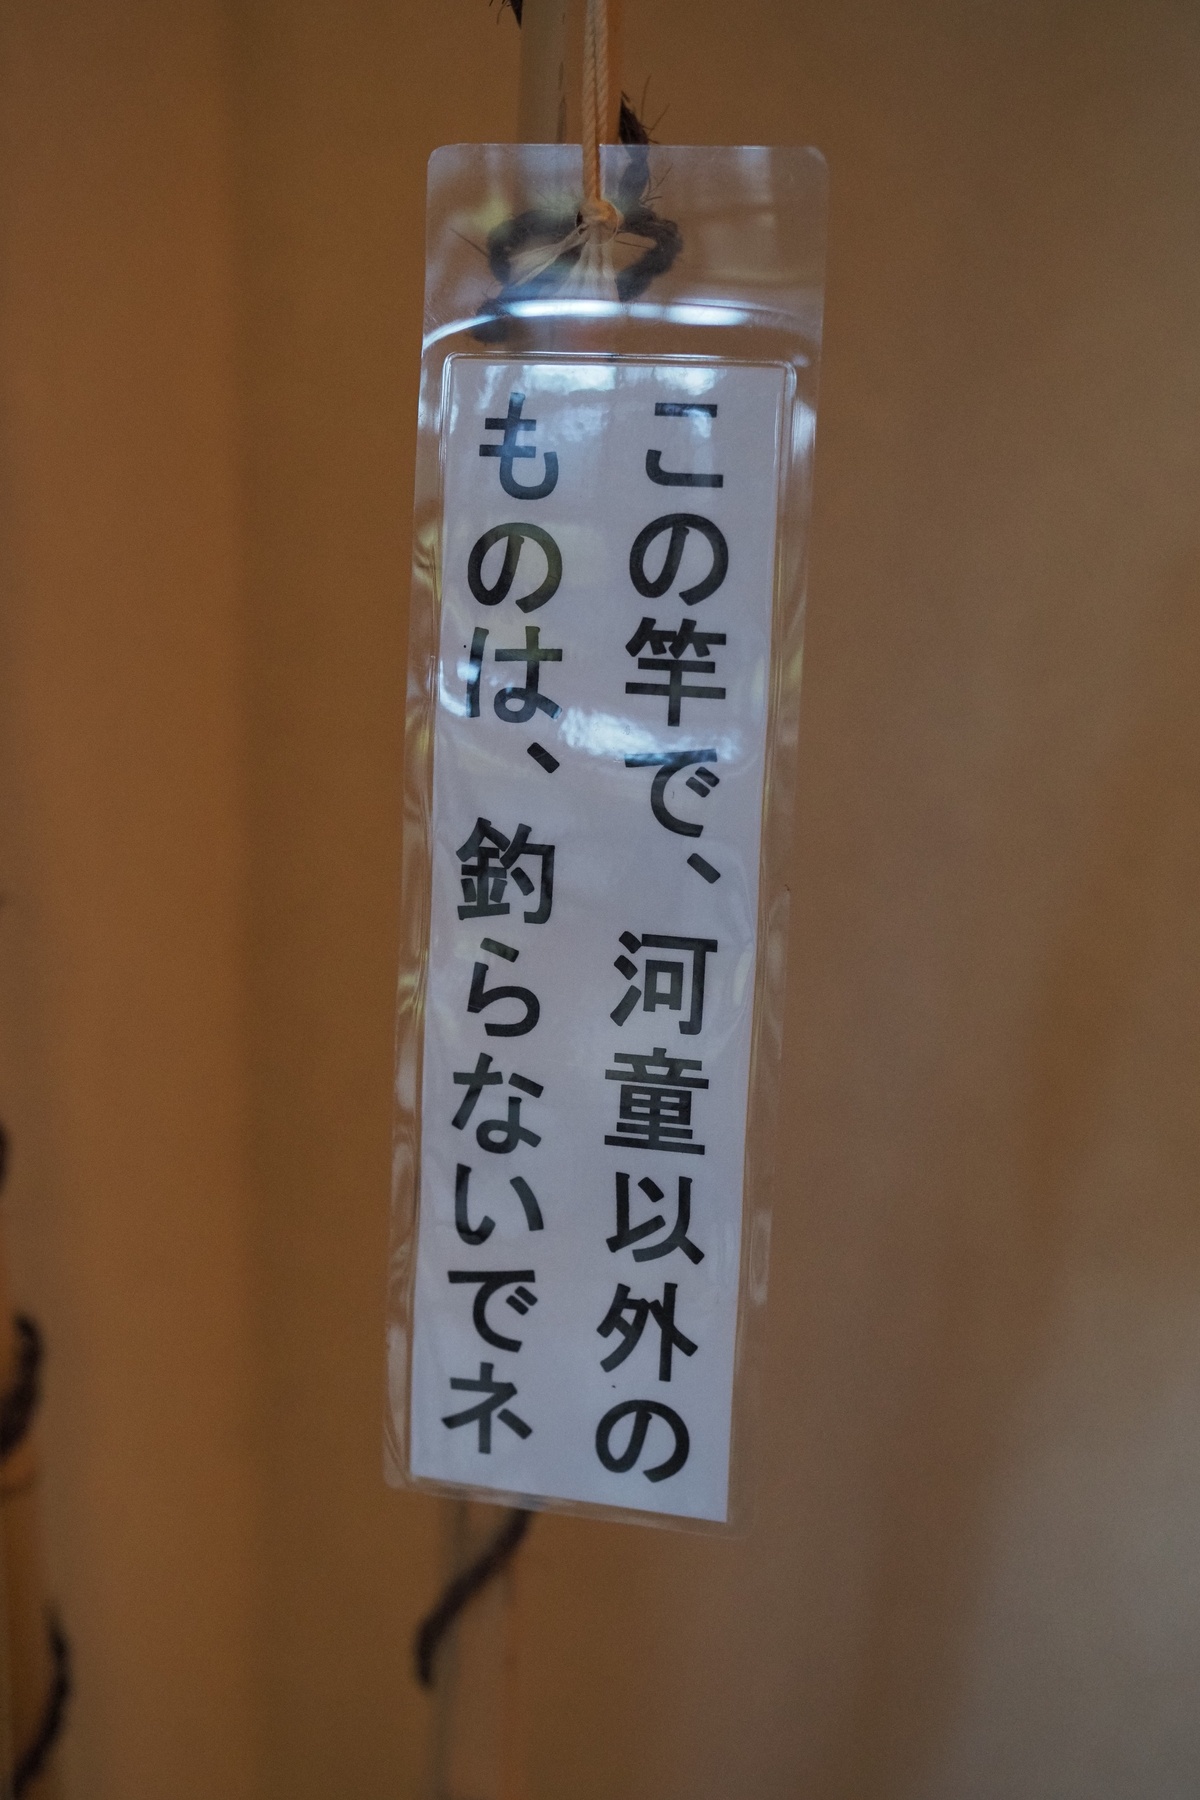 この竿で、河童以外の
ものは、釣らないでネ